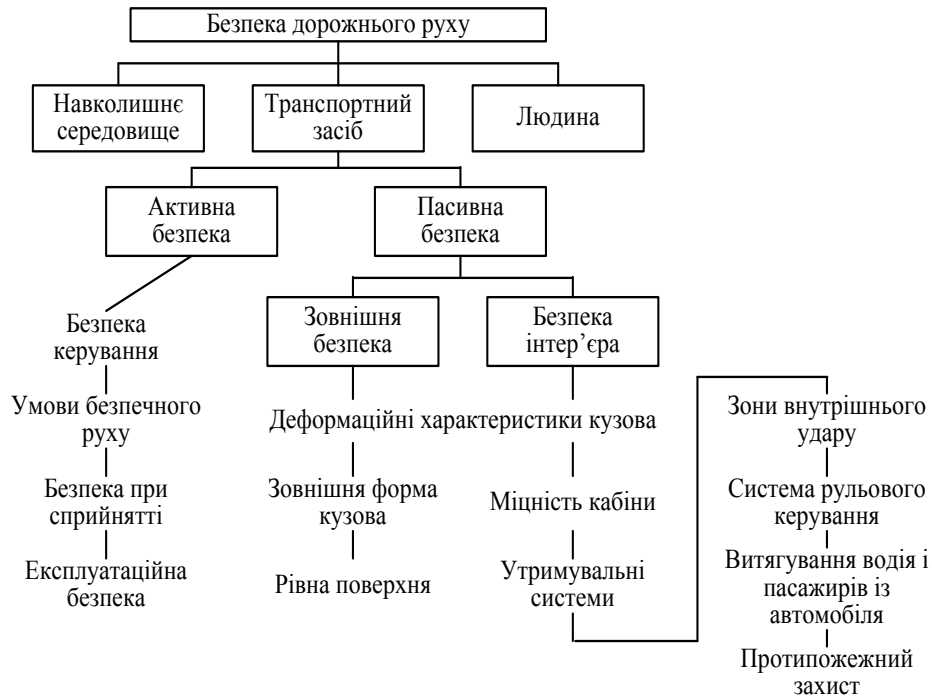 Безпека дорожнього руху
Навколишнє
середовище
Транспортний
засіб
Людина
Активна
безпека
Пасивна
безпека
Безпека
керування
Умови безпечного
руху
Безпека при
сприйнятті
Експлуатаційна
безпека
Зовнішня
безпека
Безпека
інтер’єра
Деформаційні характеристики кузова
Зовнішня форма
кузова
Рівна поверхня
Міцність кабіни
Утримувальні
системи
Зони внутрішнього
удару
Система рульового
керування
Витягування водія і
пасажирів із
автомобіля
Протипожежний
захист